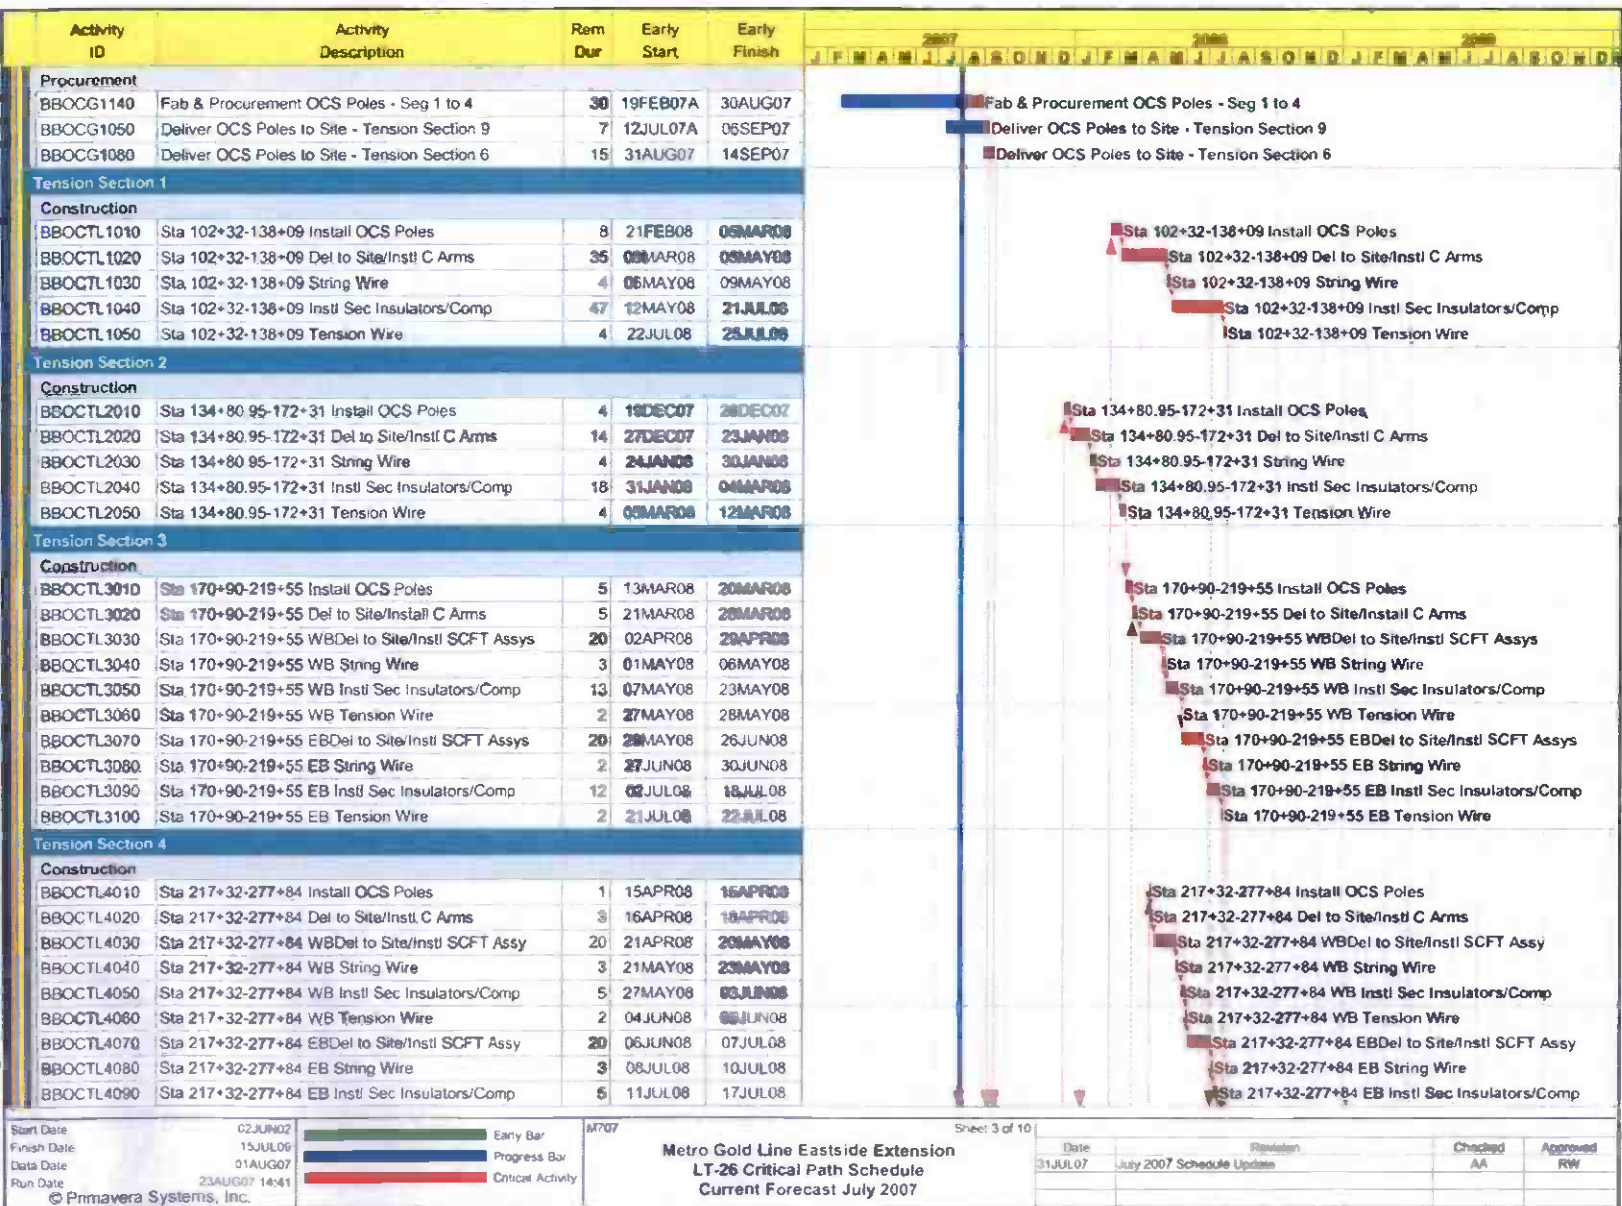 Activity ID Activity Description Rem Dur Early Start Early Finish
2007 2008 2009
J F M A M J J A S O N D J F M A M J J A S O N D J F M A M J J A S O N D
Procurement
BBOCG1140 Fab & Procurement OCS Poles - Seg 1 to 4 30 19FEB07A 30AUG07 Fab & Procurement OCS Poles - Seg 1 to 4
BBOCG1050 Deliver OCS Poles to Site - Tension Section 9 7 12JUL07A 06SEP07 Deliver OCS Poles to Site - Tension Section 9
BBOCG1080 Deliver OCS Poles to Site - Tension Section 6 15 31AUG07 14SEP07 Deliver OCS Poles to Site - Tension Section 6
Tension Section 1
Construction
BBOCTL1010 Sta 102+32-138+09 Install OCS Poles 8 21FEB08 05MAR08 Sta 102+32-138+09 Install OCS Poles
BBOCTL1020 Sta 102+32-138+09 Del to Site/Instl C Arms 35 MAR08 05MAY08 Sta 102+32-138+09 Del to Site/Instl C Arms
BBOCTL1030 Sta 102+32-138+09 String Wire 4 06MAY08 09MAY08 Sta 102+32-138+09 String Wire
BBOCTL1040 Sta 102+32-138+09 Instl Sec Insulators/Comp 47 12MAY08 21JUL08 Sta 102+32-138+09 Instl Sec Insulators/Comp
BBOCTL1050 Sta 102+32-138+09 Tension Wire 4 22JUL08 25JUL08 Sta 102+32-138+09 Tension Wire
Tension Section 2
Construction
BBOCTL2010 Sta 134+80.95-172+31 Install OCS Poles 4 19DEC07 26DEC07 Sta 134+80.95-172+31 Install OCS Poles
BBOCTL2020 Sta 134+80.95-172+31 Del to Site/Instl C Arms 14 27DEC07 23JAN08 Sta 134+80.95-172+31 Del to Site/Instl C Arms
BBOCTL2030 Sta 134+80.95-172+31 String Wire 4 24JAN08 30JAN08 Sta 134+80.95-172+31 String Wire
BBOCTL2040 Sta 134+80.95-172+31 Instl Sec Insulators/Comp 18 31JAN08 04MAR08 Sta 134+80.95-172+31 Instl Sec Insulators/Comp
BBOCTL2050 Sta 134+80.95-172+31 Tension Wire 4 05MAR08 12MAR08 Sta 134+80.95-172+31 Tension Wire
Tension Section 3
Construction
BBOCTL3010 Sta 170+90-219+55 Install OCS Poles 5 13MAR08 20MAR08 Sta 170+90-219+55 Install OCS Poles
BBOCTL3020 Sta 170+90-219+55 Del to Site/Install C Arms 5 21MAR08 28MAR08 Sta 170+90-219+55 Del to Site/Install C Arms
BBOCTL3030 Sta 170+90-219+55 WBDel to Site/Instl SCFT Assys 20 02APR08 29APR08 Sta 170+90-219+55 WBDel to Site/Instl SCFT Assys
BBOCTL3040 Sta 170+90-219+55 WB String Wire 3 01MAY08 06MAY08 Sta 170+90-219+55 WB String Wire
BBOCTL3050 Sta 170+90-219+55 WB Instl Sec Insulators/Comp 13 07MAY08 23MAY08 Sta 170+90-219+55 WB Instl Sec Insulators/Comp
BBOCTL3060 Sta 170+90-219+55 WB Tension Wire 2 27MAY08 28MAY08 Sta 170+90-219+55 WB Tension Wire
BBOCTL3070 Sta 170+90-219+55 EBDel to Site/Instl SCFT Assys 20 29MAY08 26JUN08 Sta 170+90-219+55 EBDel to Site/Instl SCFT Assys
BBOCTL3080 Sta 170+90-219+55 EB String Wire 2 27JUN08 30JUN08 Sta 170+90-219+55 EB String Wire
BBOCTL3090 Sta 170+90-219+55 EB Instl Sec Insulators/Comp 12 02JUL08 18JUL08 Sta 170+90-219+55 EB Instl Sec Insulators/Comp
BBOCTL3100 Sta 170+90-219+55 EB Tension Wire 2 21JUL08 22JUL08 Sta 170+90-219+55 EB Tension Wire
Tension Section 4
Construction
BBOCTL4010 Sta 217+32-277+84 Install OCS Poles 1 15APR08 15APR08 Sta 217+32-277+84 Install OCS Poles
BBOCTL4020 Sta 217+32-277+84 Del to Site/Instl C Arms 3 16APR08 18APR08 Sta 217+32-277+84 Del to Site/Instl C Arms
BBOCTL4030 Sta 217+32-277+84 WBDel to Site/Instl SCFT Assy 20 21APR08 20MAY08 Sta 217+32-277+84 WBDel to Site/Instl SCFT Assy
BBOCTL4040 Sta 217+32-277+84 WB String Wire 3 21MAY08 23MAY08 Sta 217+32-277+84 WB String Wire
BBOCTL4050 Sta 217+32-277+84 WB Instl Sec Insulators/Comp 5 27MAY08 03JUN08 Sta 217+32-277+84 WB Instl Sec Insulators/Comp
BBOCTL4060 Sta 217+32-277+84 WB Tension Wire 2 04JUN08 05JUN08 Sta 217+32-277+84 WB Tension Wire
BBOCTL4070 Sta 217+32-277+84 EBDel to Site/Instl SCFT Assy 20 06JUN08 07JUL08 Sta 217+32-277+84 EBDel to Site/Instl SCFT Assy
BBOCTL4080 Sta 217+32-277+84 EB String Wire 3 08JUL08 10JUL08 Sta 217+32-277+84 EB String Wire
BBOCTL4090 Sta 217+32-277+84 EB Instl Sec Insulators/Comp 5 11JUL08 17JUL08 Sta 217+32-277+84 EB Instl Sec Insulators/Comp
Start Date 02JUN02
Finish Date 15JUL09
Data Date 01AUG07
Run Date 23AUG07 14:41
© Primavera Systems, Inc.
Early Bar
Progress Bar
Critical Activity
M707
Sheet 3 of 10
Metro Gold Line Eastside Extension
LT-26 Critical Path Schedule
Current Forecast July 2007
Date Revision Checked Approved
31JUL07 July 2007 Schedule Update AA RW